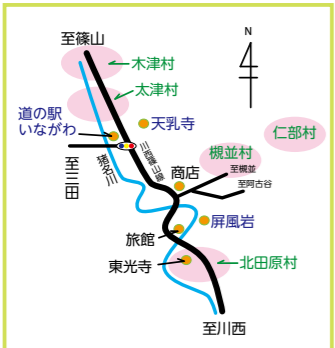 至篠山
N
木津村
太津村
道の駅
いながわ
天乳寺
仁部村
川西篠山線
槻並村
至三田
猪名川
商店
至槻並
至阿古谷
屏風岩
旅館
東光寺
北田原村
至川西